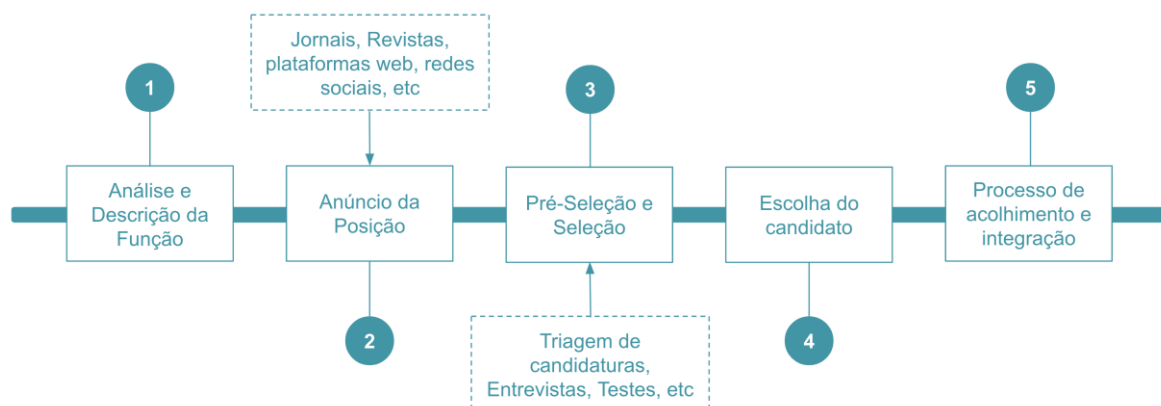 1
Análise e
Descrição da
Função
Jornais, Revistas,
plataformas web, redes
sociais, etc
Anúncio da
Posição
2
3
Pré-Seleção e
Seleção
Triagem de
candidaturas,
Entrevistas, Testes, etc
Escolha do
candidato
4
5
Processo de
acolhimento e
integração